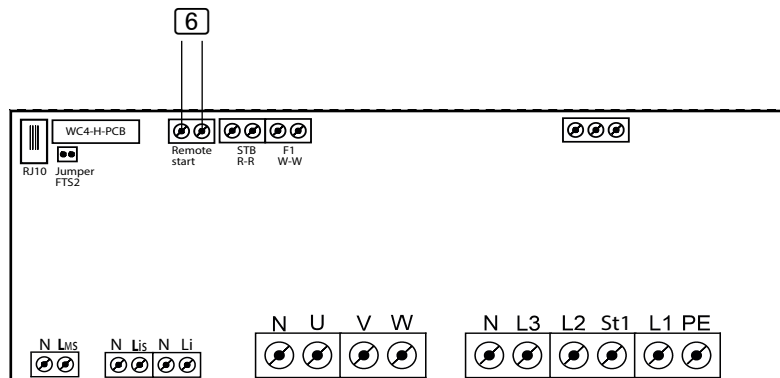 6
WC4-H-PCB
RJ10
Jumper
FTS2
Remote
start
STB
R-R
F1
W-W
N LMS
N Lis N Li
N U V W
N L3 L2 St1 L1 PE